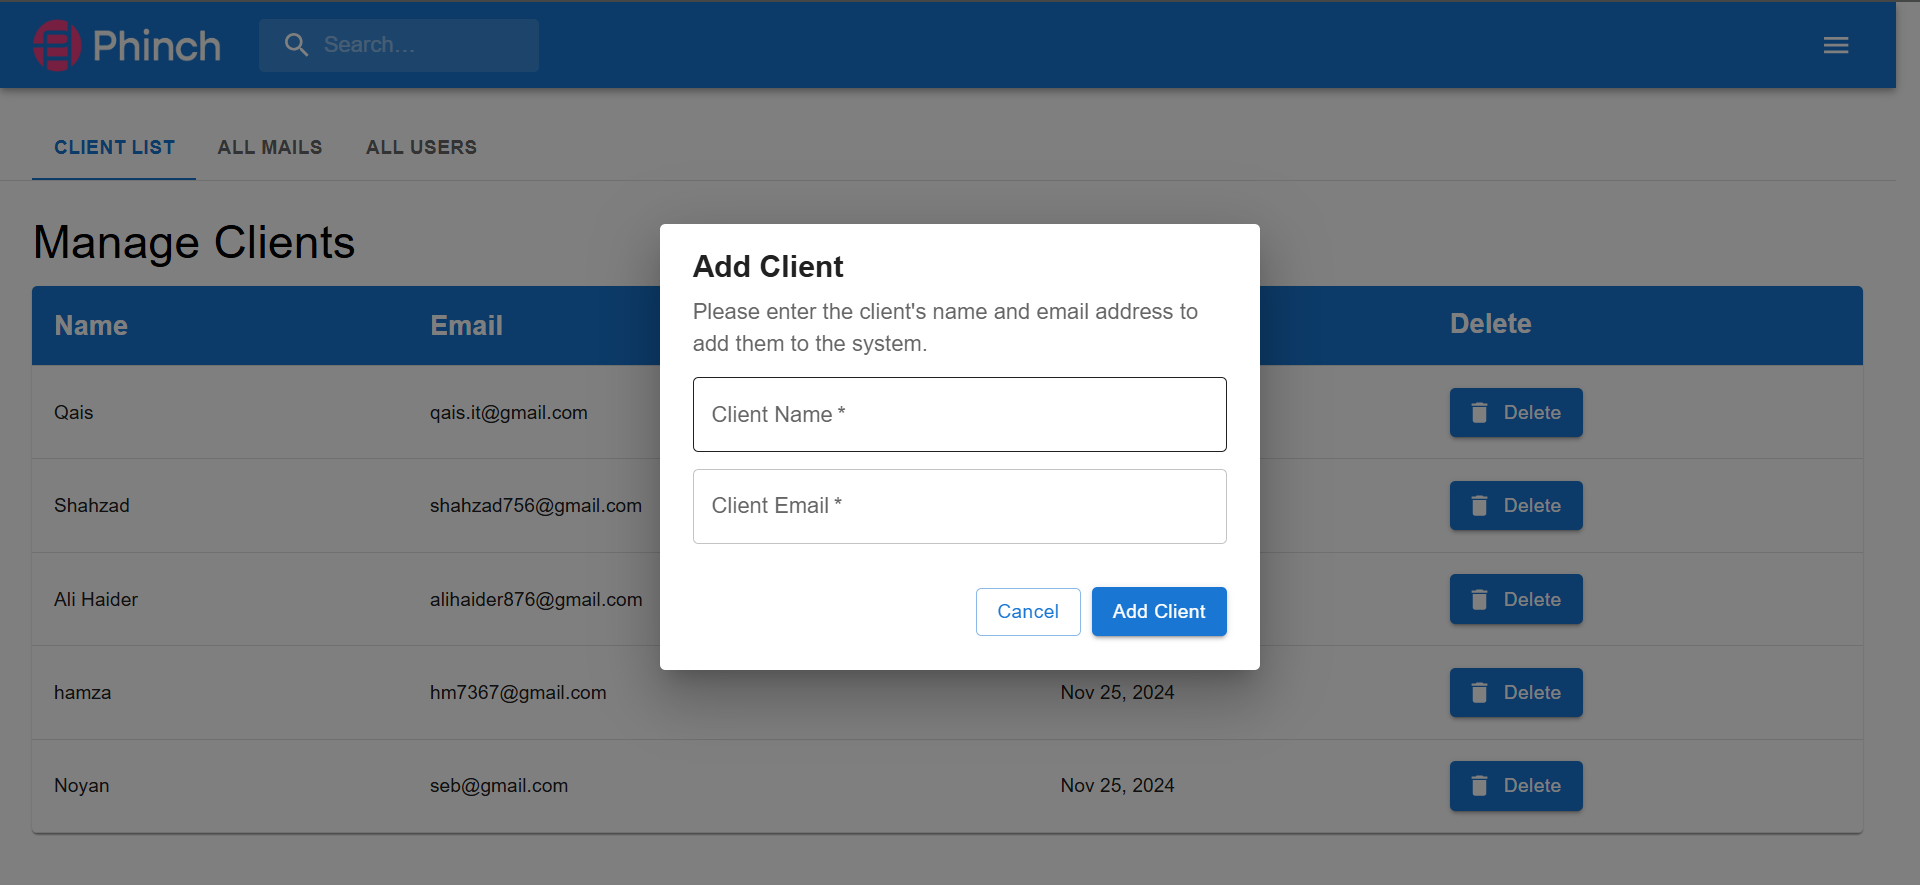 Phinch
Search...
CLIENT LIST ALL MAILS ALL USERS
Manage Clients
Add Client
Please enter the client's name and email address to
add them to the system.
Client Name *
Client Email *
Cancel Add Client
Name Email Delete
Qais qais.it@gmail.com Delete
Shahzad shahzad756@gmail.com Delete
Ali Haider alihaider876@gmail.com Delete
hamza hm7367@gmail.com Nov 25, 2024 Delete
Noyan seb@gmail.com Nov 25, 2024 Delete